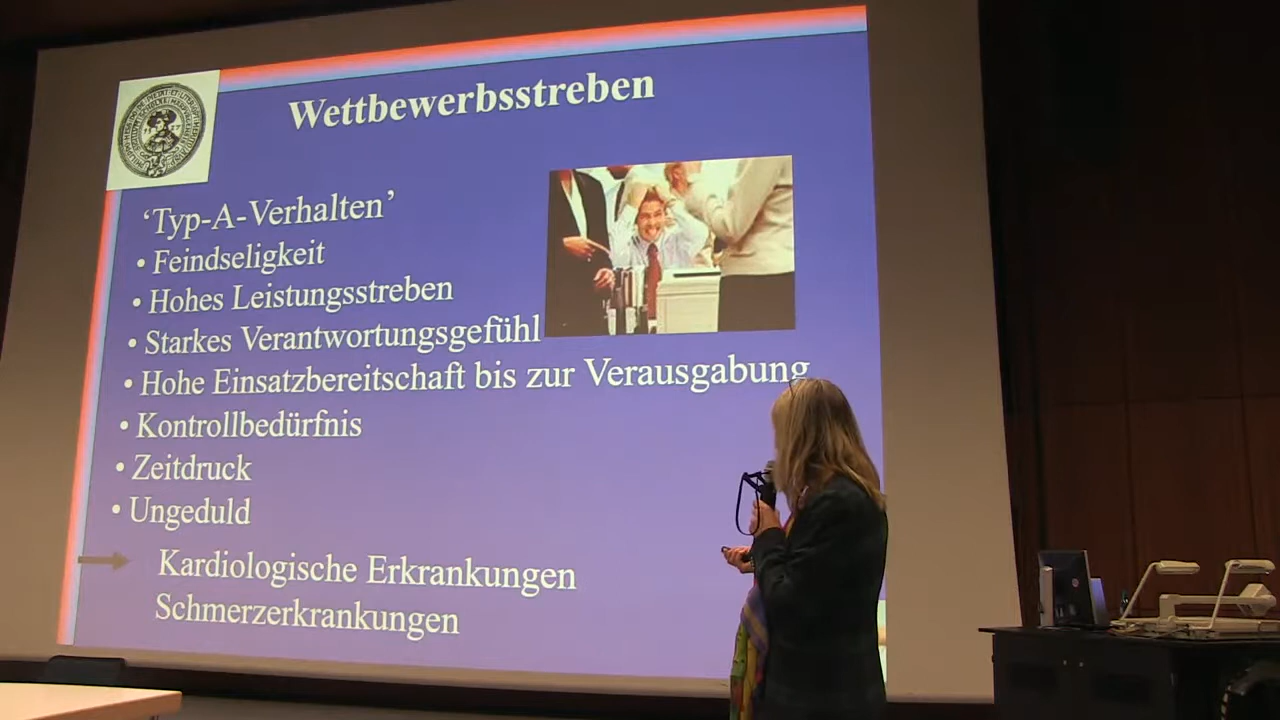 Wettbewerbsstreben
‘Typ-A-Verhalten’
• Feindseligkeit
• Hohes Leistungsstreben
• Starkes Verantwortungsgefühl
• Hohe Einsatzbereitschaft bis zur Verausgabung
• Kontrollbedürfnis
• Zeitdruck
• Ungeduld
Kardiologische Erkrankungen
Schmerzerkrankungen